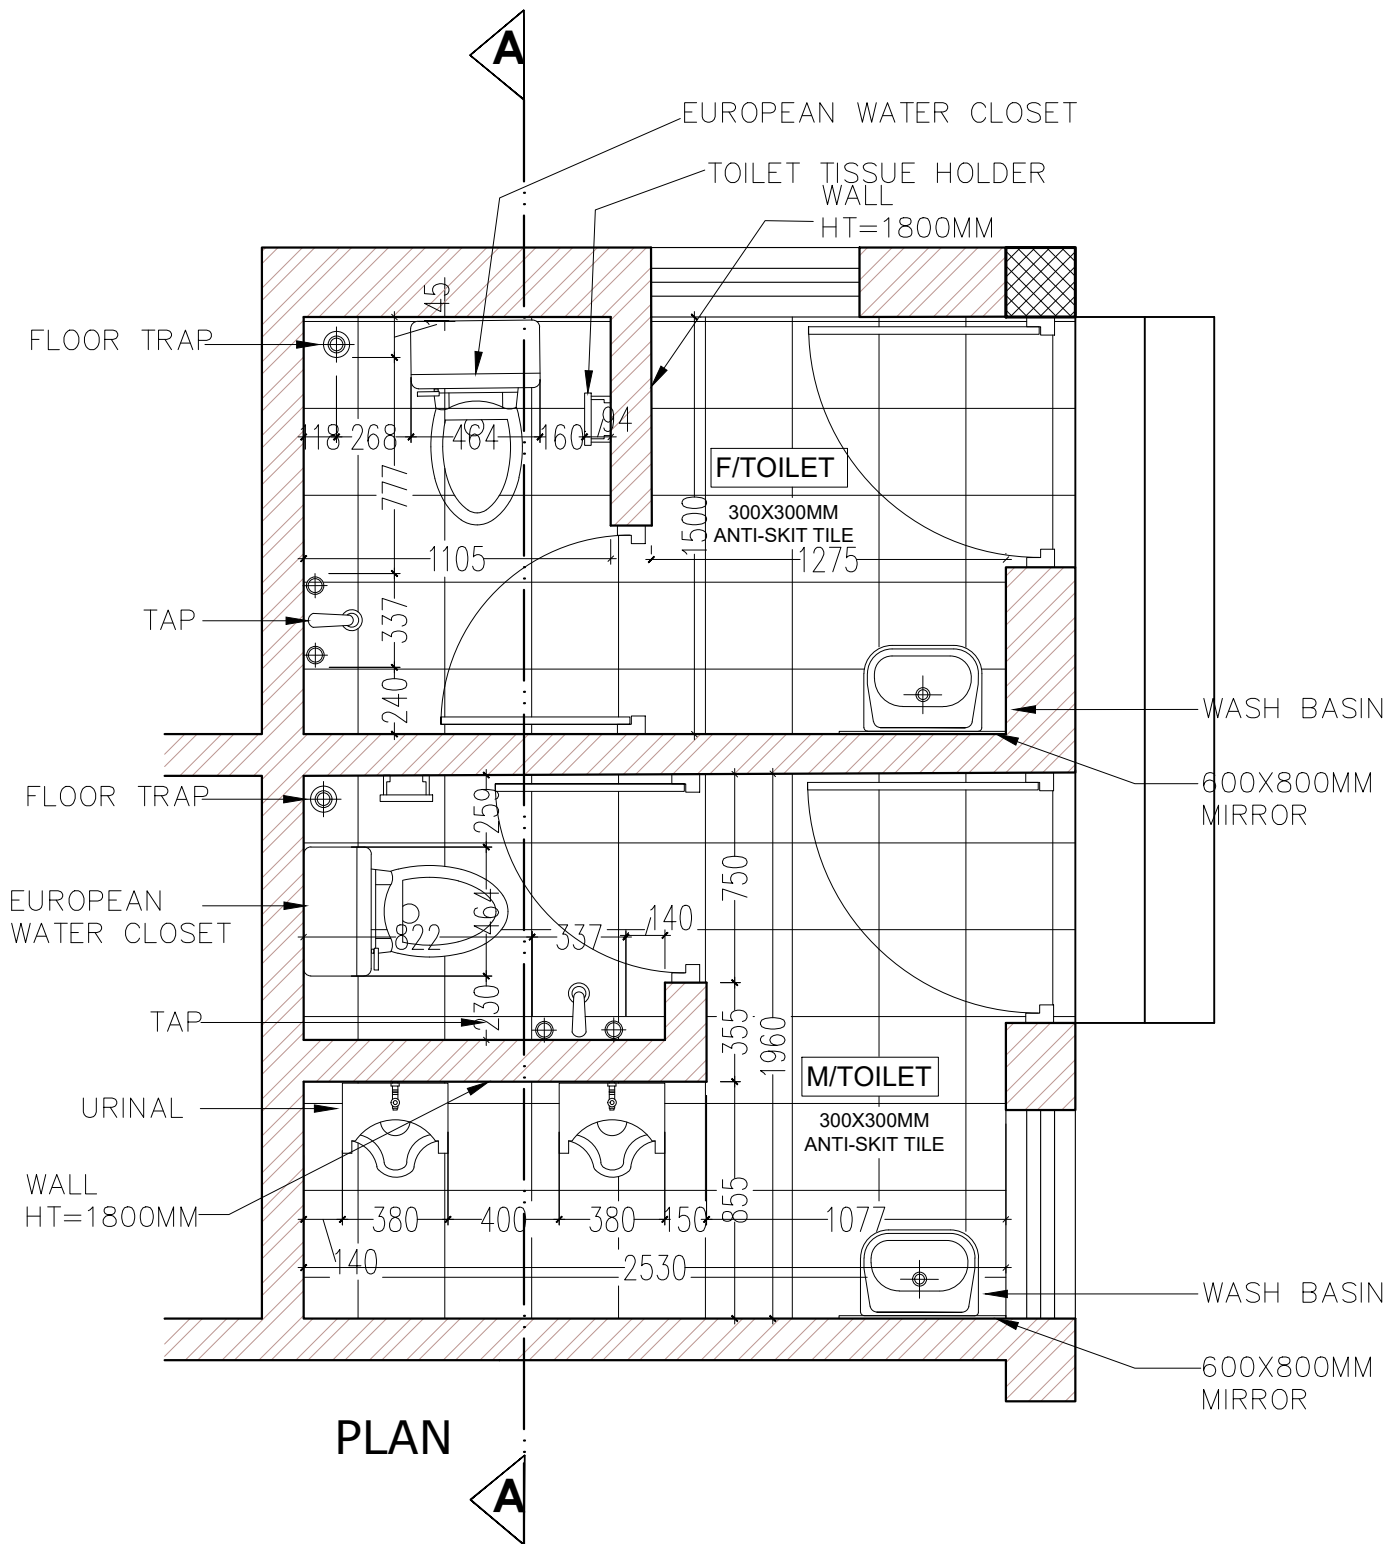 A
EUROPEAN WATER CLOSET
TOILET TISSUE HOLDER
WALL
HT=1800MM
145
FLOOR TRAP
118
268
464
160
94
777
F/TOILET
300X300MM
ANTI-SKIT TILE
1500
1105
1275
TAP
337
240
WASH BASIN
600X800MM
MIRROR
FLOOR TRAP
259
750
EUROPEAN
WATER CLOSET
464
822
337
140
230
TAP
355
1960
M/TOILET
300X300MM
ANTI-SKIT TILE
URINAL
WALL
HT=1800MM
855
380
400
380
150
1077
140
2530
WASH BASIN
600X800MM
MIRROR
PLAN
A